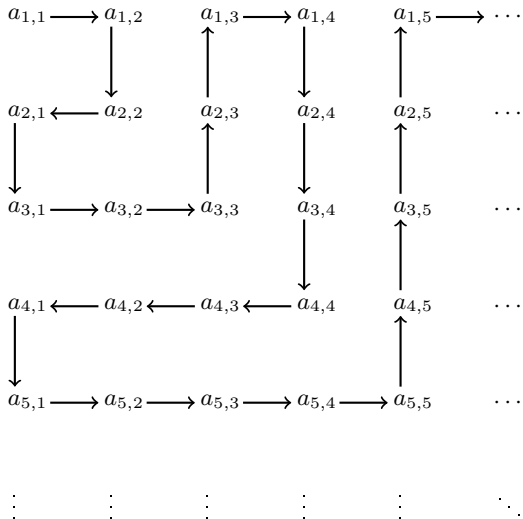 a₁,₁ → a₁,₂ a₁,₃ → a₁,₄ a₁,₅ → ⋯
a₂,₁ ← a₂,₂ a₂,₃ a₂,₄ a₂,₅ ⋯
a₃,₁ → a₃,₂ → a₃,₃ a₃,₄ a₃,₅ ⋯
a₄,₁ ← a₄,₂ ← a₄,₃ ← a₄,₄ a₄,₅ ⋯
a₅,₁ → a₅,₂ → a₅,₃ → a₅,₄ → a₅,₅ ⋯
⋮ ⋮ ⋮ ⋮ ⋮ ⋱